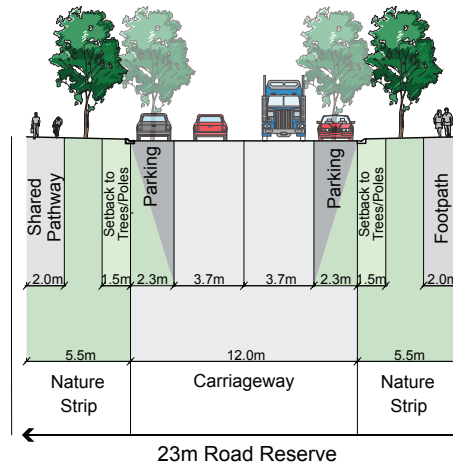 Shared
Pathway
Setback to
Trees/Poles
Parking
Parking
Setback to
Trees/Poles
Footpath
2.0m
1.5m
2.3m
3.7m
3.7m
2.3m
1.5m
2.0m
5.5m
12.0m
5.5m
Nature
Strip
Carriageway
Nature
Strip
23m Road Reserve